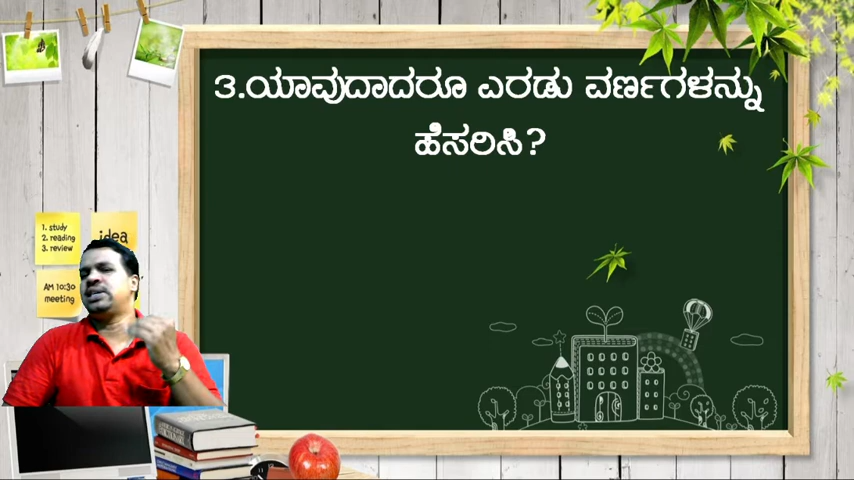 3.ಯಾವುದಾದರೂ ಎರಡು ವರ್ಣಗಳನ್ನು
ಹೆಸರಿಸಿ?
1. study
2. reading
3. review
idea
AM 10:30
meeting